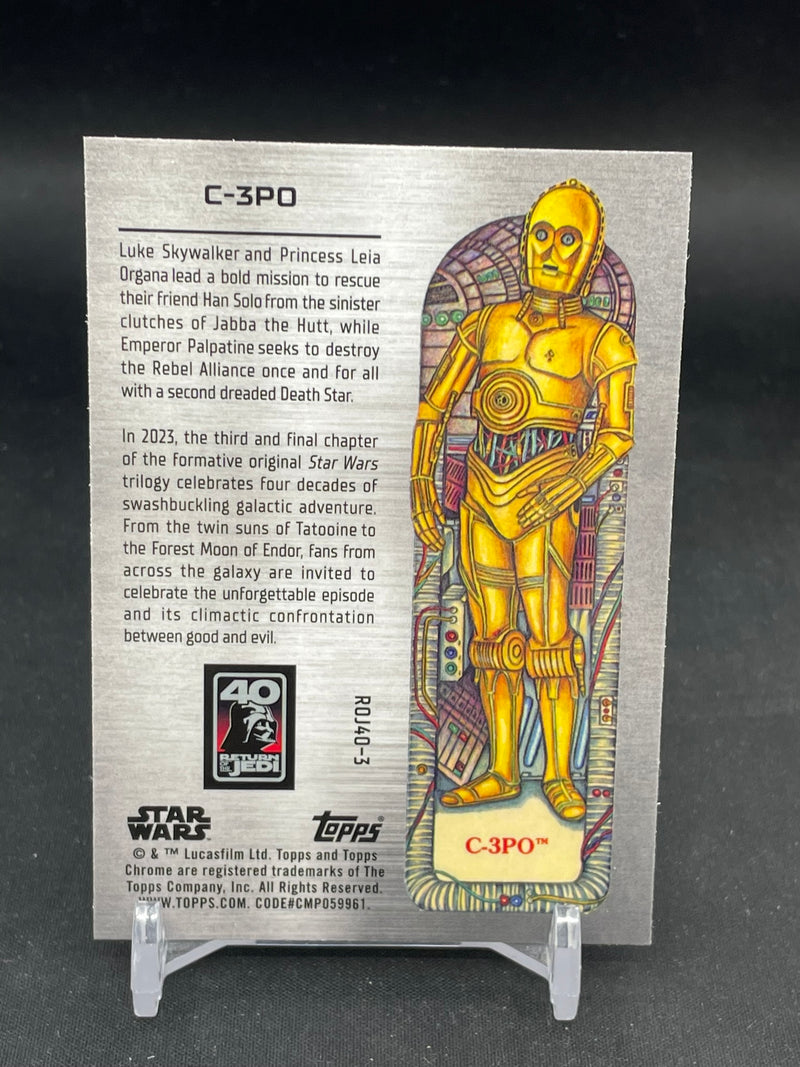 C-3PO
Luke Skywalker and Princess Leia
Organa lead a bold mission to rescue
their friend Han Solo from the sinister
clutches of Jabba the Hutt, while
Emperor Palpatine seeks to destroy
the Rebel Alliance once and for all
with a second dreaded Death Star.
In 2023, the third and final chapter
of the formative original Star Wars
trilogy celebrates four decades of
swashbuckling galactic adventure.
From the twin suns of Tatooine to
the Forest Moon of Endor, fans from
across the galaxy are invited to
celebrate the unforgettable episode
and its climactic confrontation
between good and evil.
40
RETURN
OF THE JEDI
ROJ40-3
STAR
WARS
TOPPS®
© & ™ Lucasfilm Ltd. Topps and Topps
Chrome are registered trademarks of The
Topps Company, Inc. All Rights Reserved.
WWW.TOPPS.COM. CODE#CMP059961.
C-3PO™